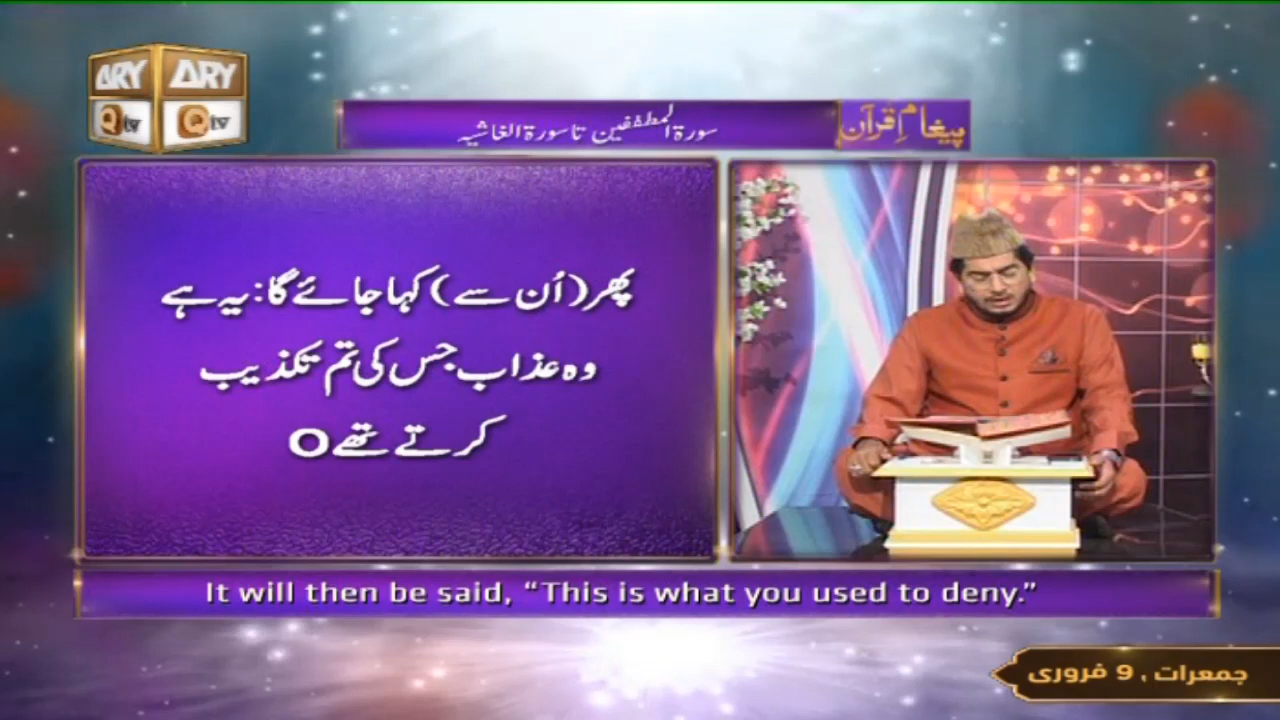 ARY ARY
Qtv Qtv
پیغامِ قرآن
سورۃ المطففین تا سورۃ الغاشیہ
پھر (اُن سے) کہا جائے گا: یہ ہے
وہ عذاب جس کی تم تکذیب
کرتے تھے O
It will then be said, “This is what you used to deny.”
جمعرات , 9 فروری